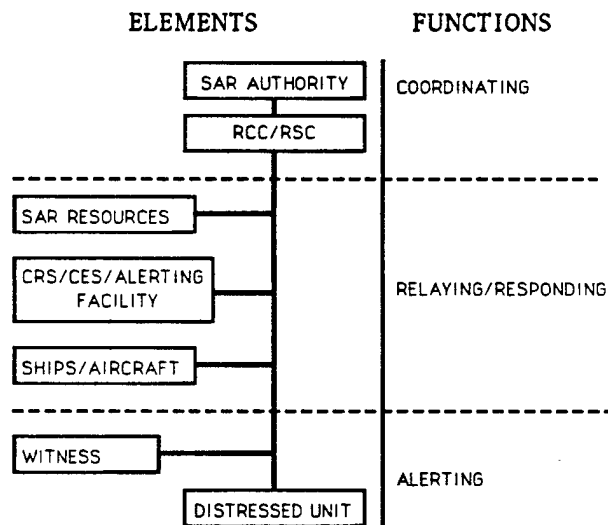 ELEMENTS
FUNCTIONS
SAR AUTHORITY
COORDINATING
RCC/RSC
SAR RESOURCES
CRS/CES/ALERTING
FACILITY
RELAYING/RESPONDING
SHIPS/AIRCRAFT
WITNESS
ALERTING
DISTRESSED UNIT